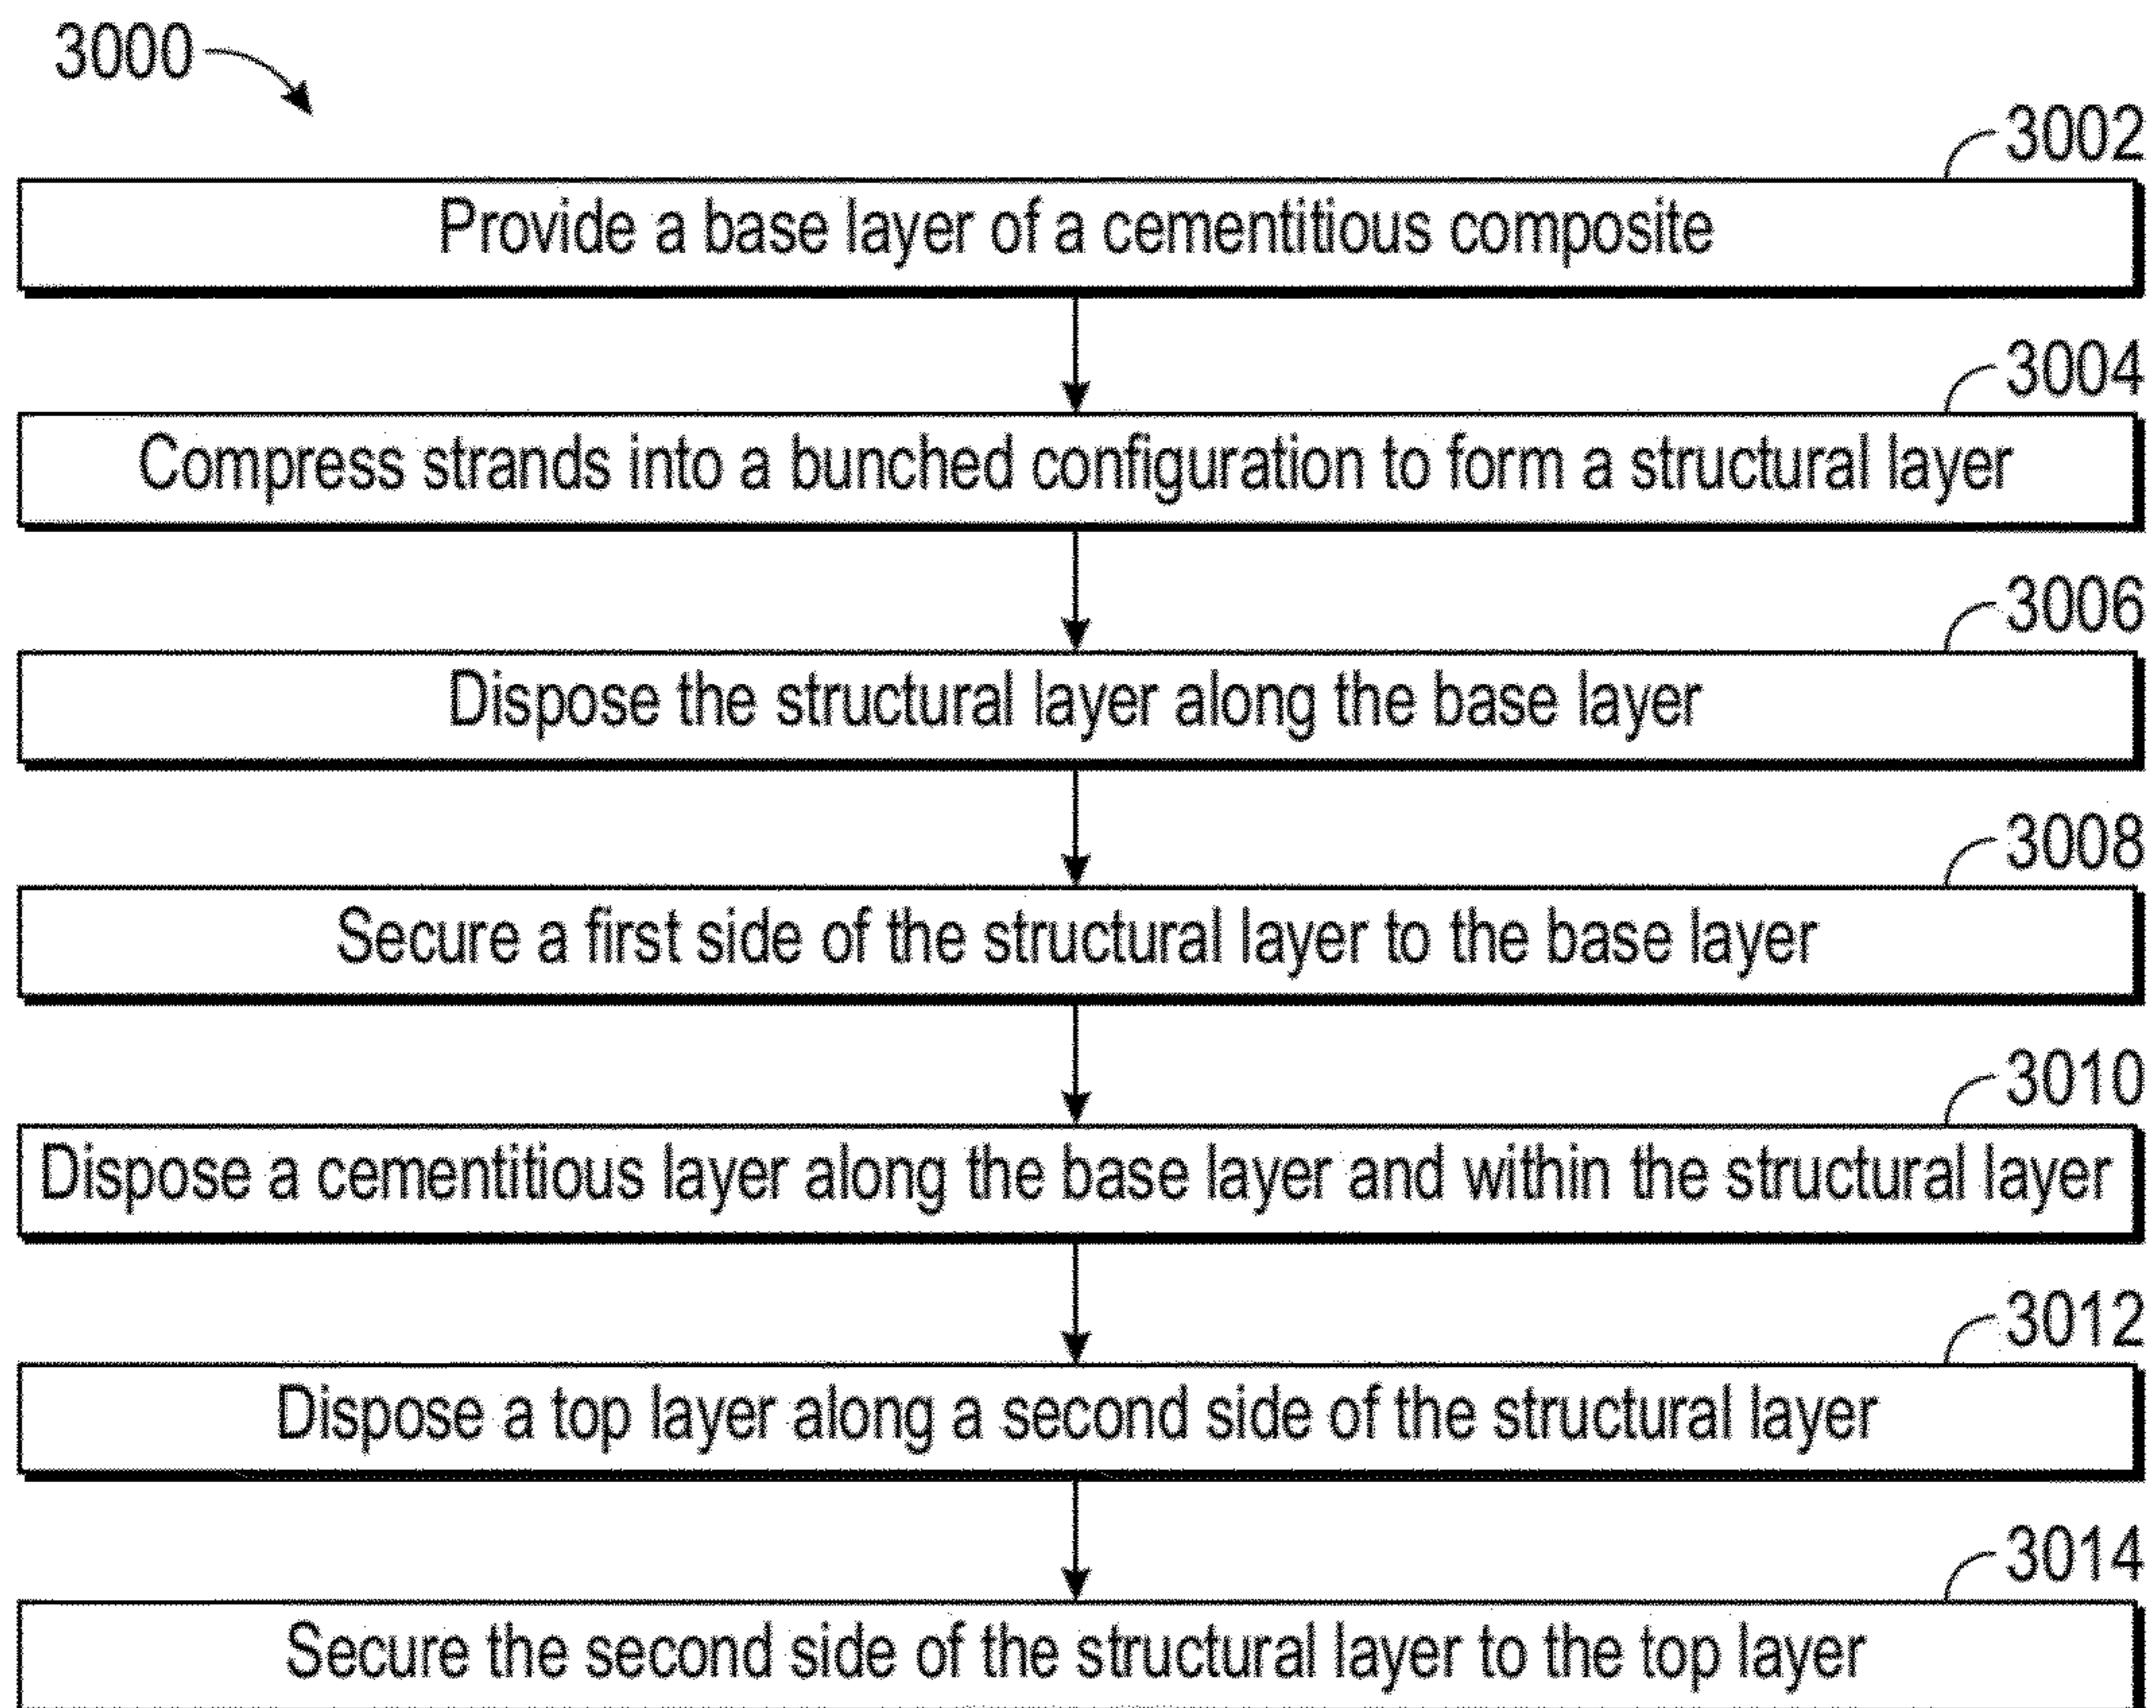 3000
3002
Provide a base layer of a cementitious composite
3004
Compress strands into a bunched configuration to form a structural layer
3006
Dispose the structural layer along the base layer
3008
Secure a first side of the structural layer to the base layer
3010
Dispose a cementitious layer along the base layer and within the structural layer
3012
Dispose a top layer along a second side of the structural layer
3014
Secure the second side of the structural layer to the top layer